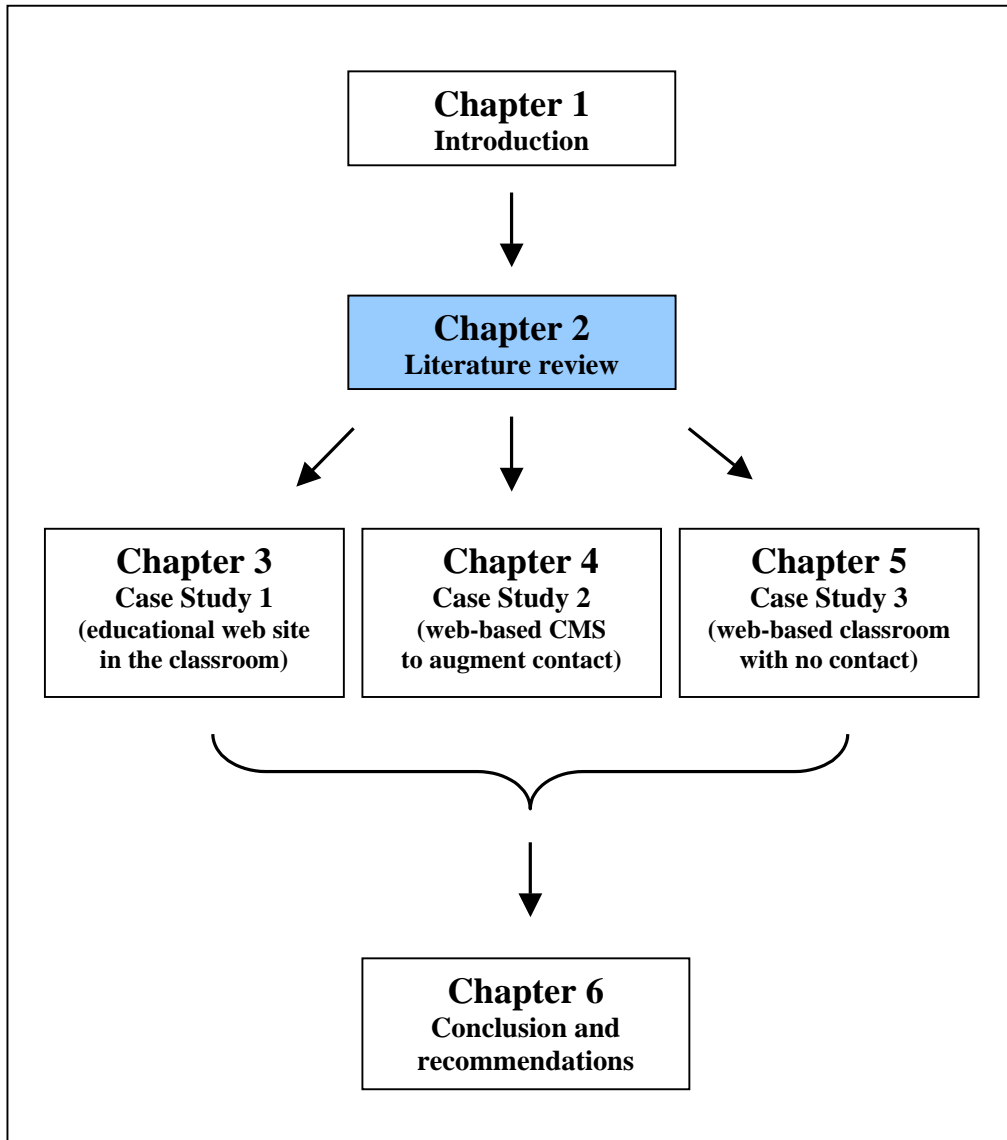 Chapter 1
Introduction
Chapter 2
Literature review
Chapter 3
Case Study 1
(educational web site
in the classroom)
Chapter 4
Case Study 2
(web-based CMS
to augment contact)
Chapter 5
Case Study 3
(web-based classroom
with no contact)
Chapter 6
Conclusion and
recommendations